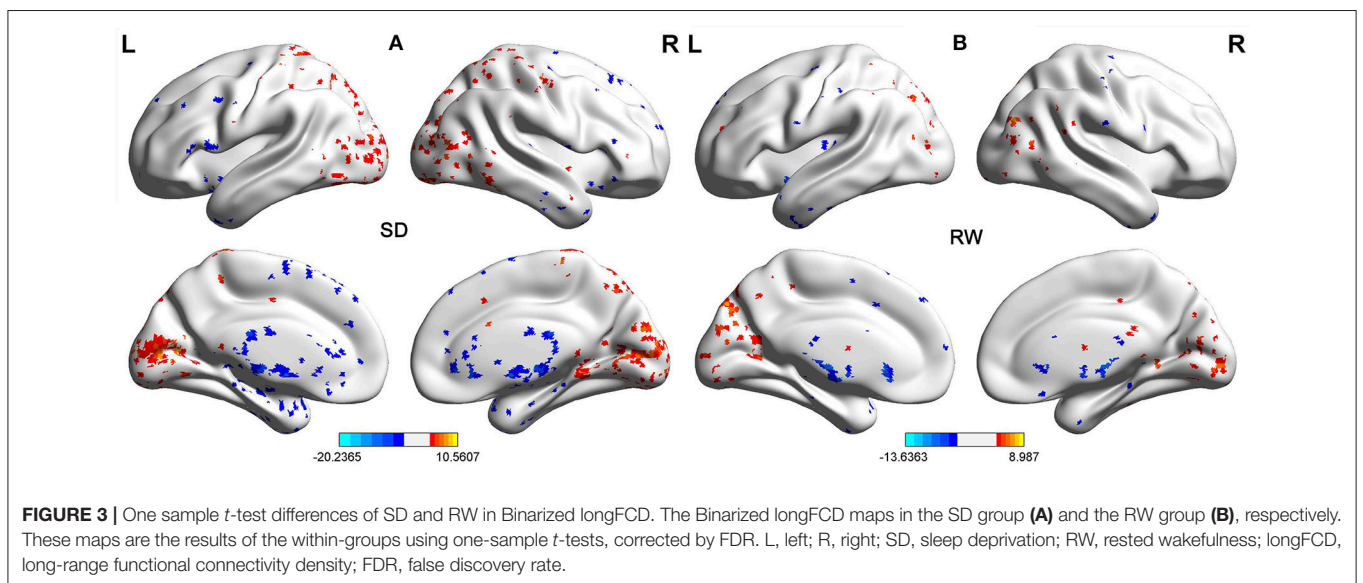 L A R L B R
SD RW
-20.2365 10.5607 -13.6363 8.987
FIGURE 3 | One sample t-test differences of SD and RW in Binarized longFCD. The Binarized longFCD maps in the SD group (A) and the RW group (B), respectively.
These maps are the results of the within-groups using one-sample t-tests, corrected by FDR. L, left; R, right; SD, sleep deprivation; RW, rested wakefulness; longFCD,
long-range functional connectivity density; FDR, false discovery rate.